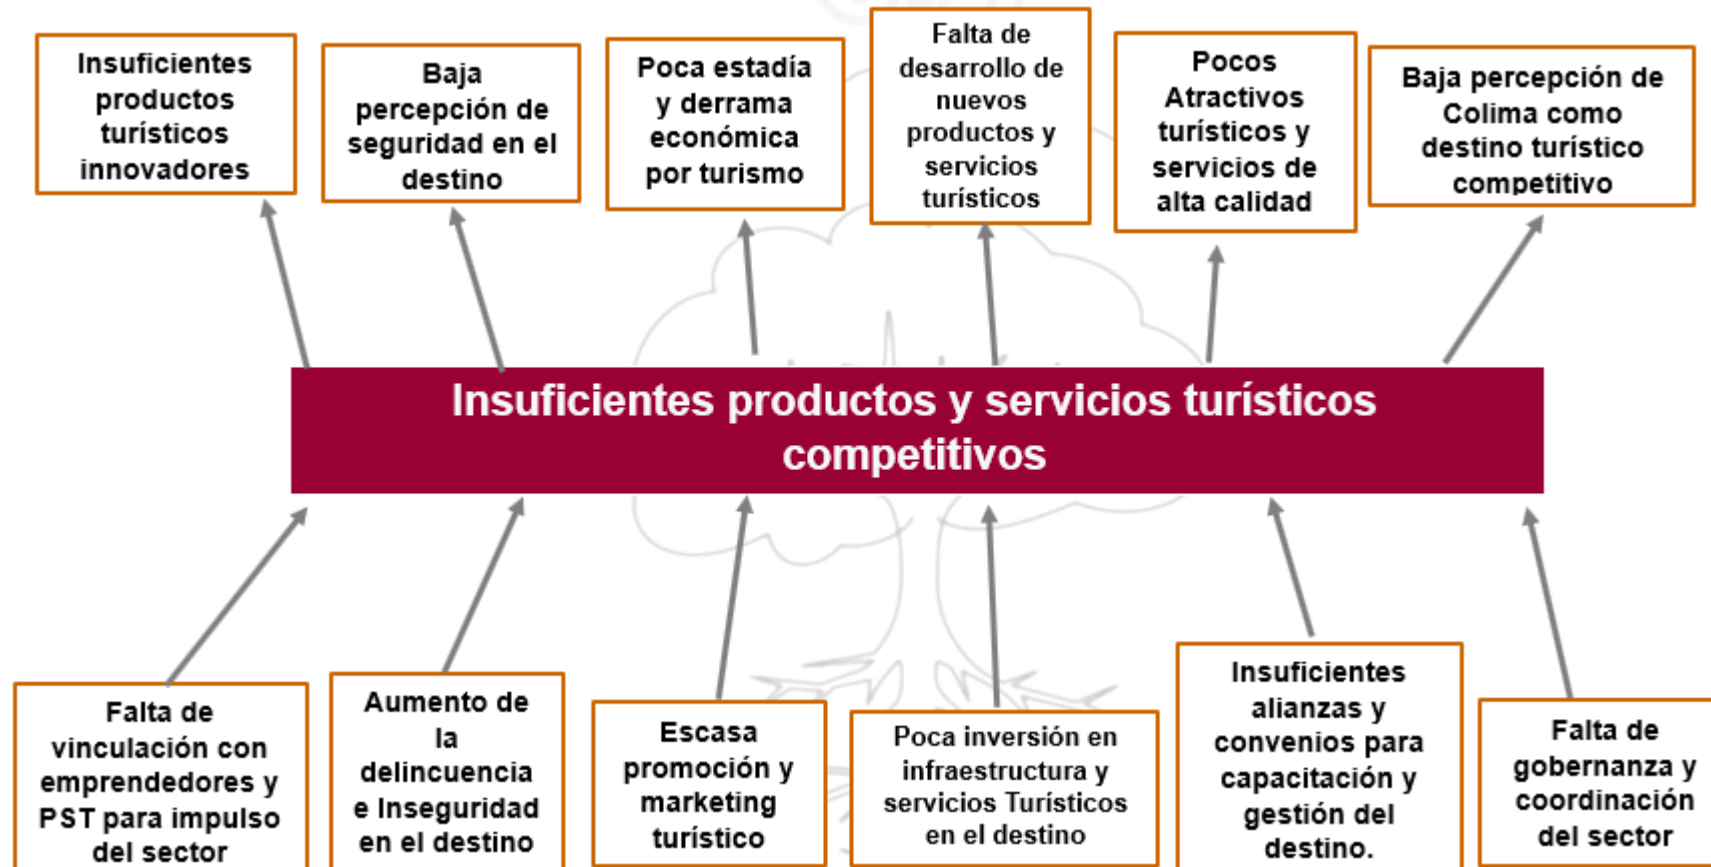 Insuficientes
productos
turísticos
innovadores
Baja
percepción de
seguridad en el
destino
Poca estadía
y derrama
económica
por turismo
Falta de
desarrollo de
nuevos
productos y
servicios
turísticos
Pocos
Atractivos
turísticos y
servicios de
alta calidad
Baja percepción de
Colima como
destino turístico
competitivo
Insuficientes productos y servicios turísticos
competitivos
Falta de
vinculación con
emprendedores y
PST para impulso
del sector
Aumento de
la
delincuencia
e Inseguridad
en el destino
Escasa
promoción y
marketing
turístico
Poca inversión en
infraestructura y
servicios Turísticos
en el destino
Insuficientes
alianzas y
convenios para
capacitación y
gestión del
destino.
Falta de
gobernanza y
coordinación
del sector